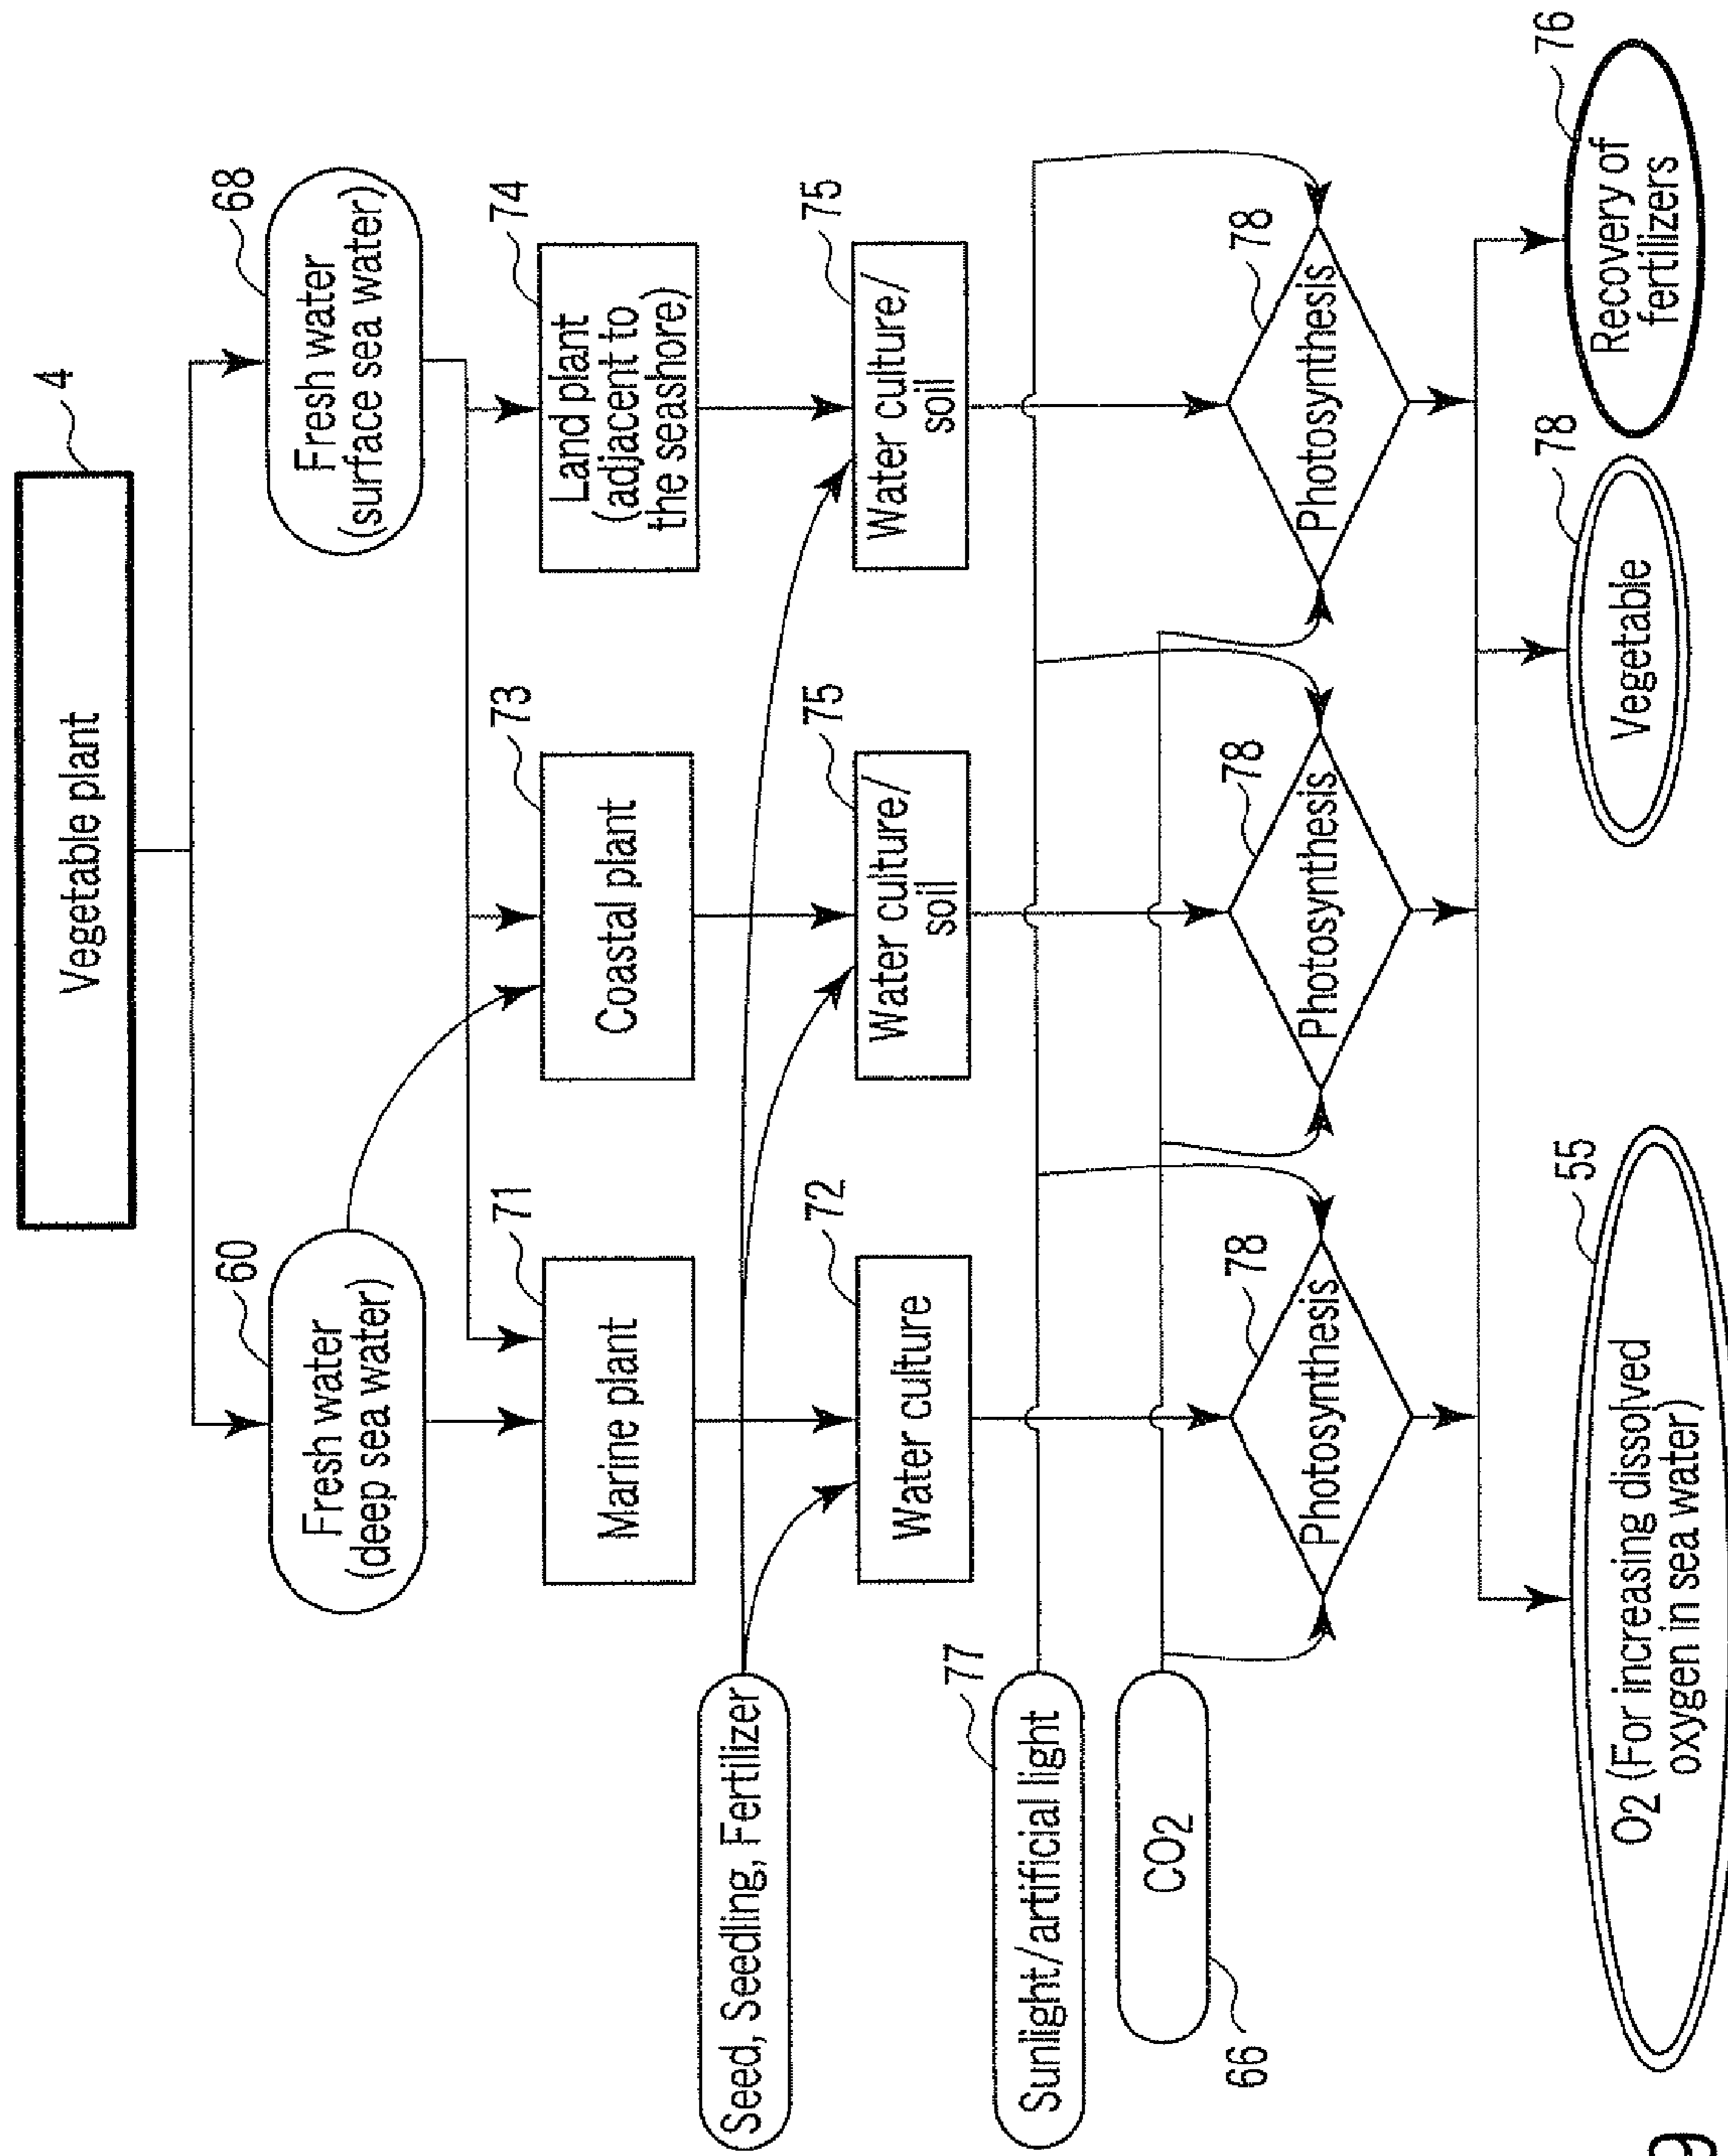 Vegetable plant
4
60
Fresh water
(deep sea water)
68
Fresh water
(surface sea water)
71
Marine plant
73
Coastal plant
74
Land plant
(adjacent to
the seashore)
Seed, Seedling, Fertilizer
72
Water culture
75
Water culture/
soil
75
Water culture/
soil
77
Sunlight/artificial light
CO2
66
78
Photosynthesis
78
Photosynthesis
78
Photosynthesis
55
O2 (For increasing dissolved
oxygen in sea water)
78
Vegetable
76
Recovery of
fertilizers
9